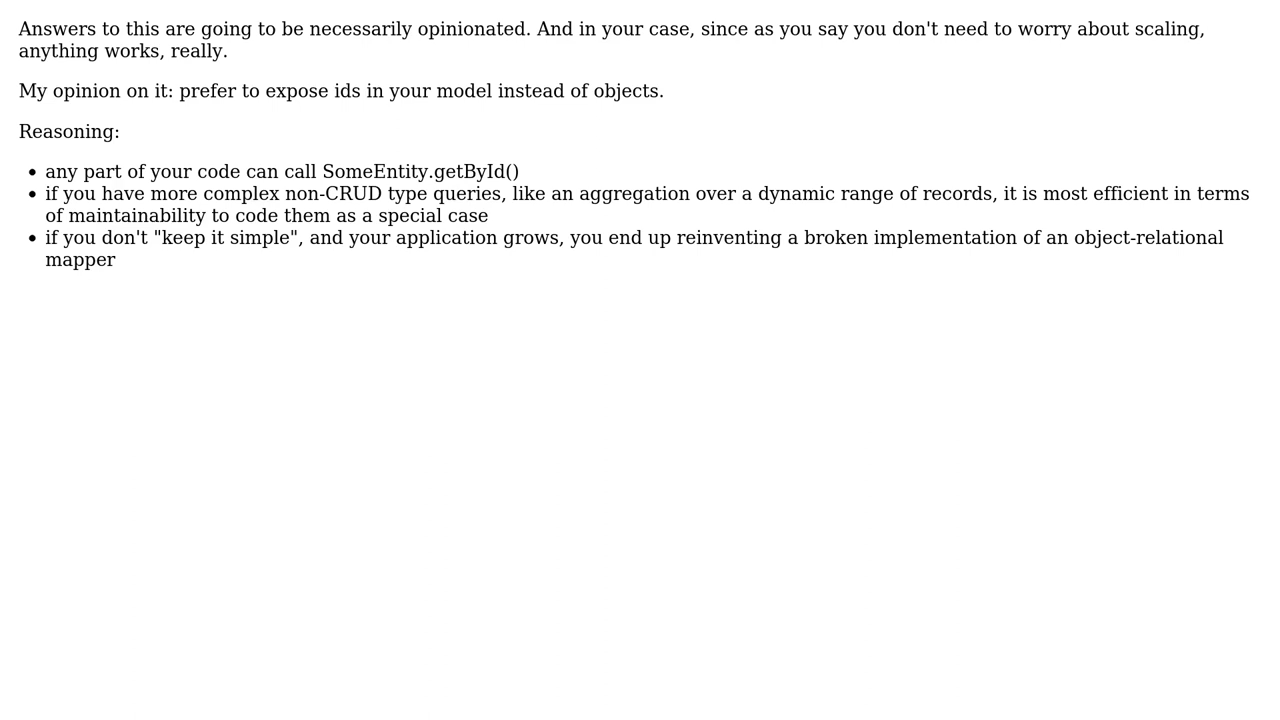 Answers to this are going to be necessarily opinionated. And in your case, since as you say you don't need to worry about scaling,
anything works, really.
My opinion on it: prefer to expose ids in your model instead of objects.
Reasoning:
• any part of your code can call SomeEntity.getById()
• if you have more complex non-CRUD type queries, like an aggregation over a dynamic range of records, it is most efficient in terms
of maintainability to code them as a special case
• if you don't "keep it simple", and your application grows, you end up reinventing a broken implementation of an object-relational
mapper